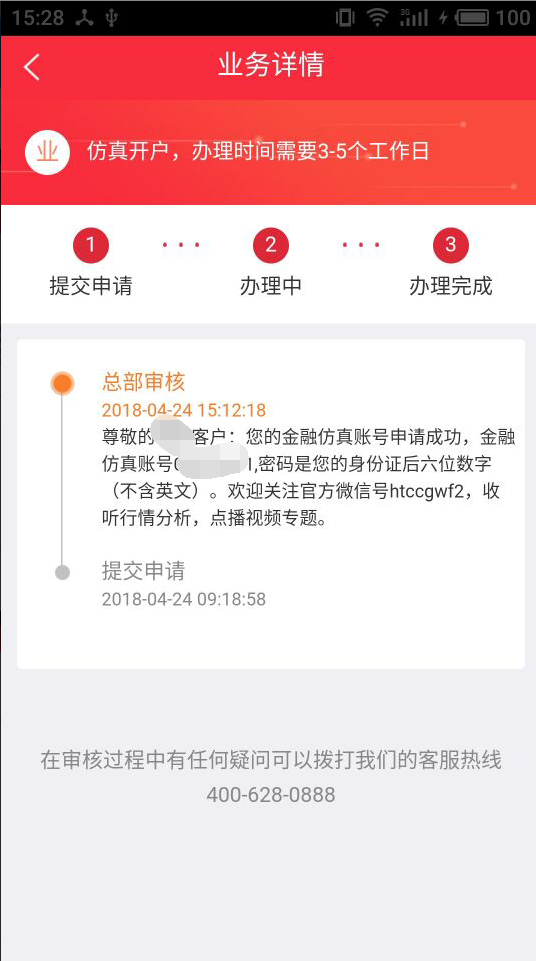 15:28
3G
100
业务详情
业
仿真开户，办理时间需要3-5个工作日
1
2
3
提交申请
办理中
办理完成
总部审核
2018-04-24 15:12:18
尊敬的 客户：您的金融仿真账号申请成功，金融
仿真账号 1,密码是您的身份证后六位数字
（不含英文）。欢迎关注官方微信号htccgwf2，收
听行情分析，点播视频专题。
提交申请
2018-04-24 09:18:58
在审核过程中有任何疑问可以拨打我们的客服热线
400-628-0888